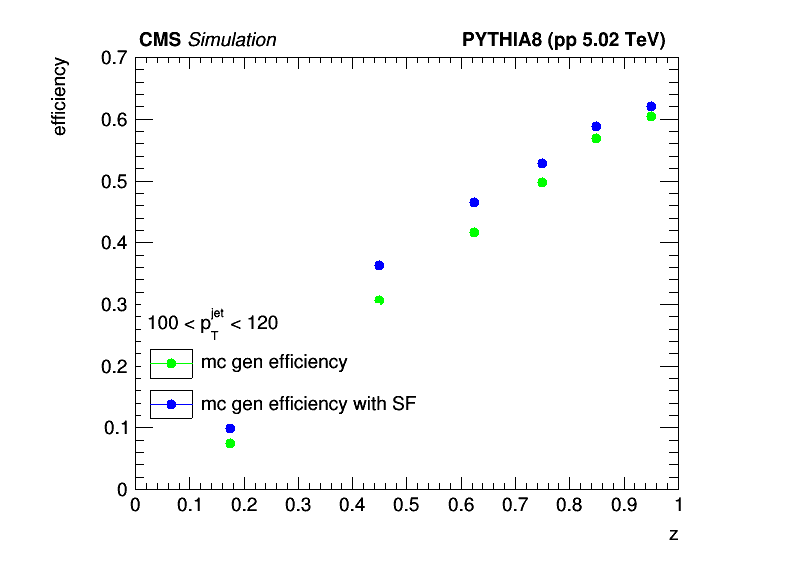 CMS Simulation PYTHIA8 (pp 5.02 TeV)
efficiency
0.7
0.6
0.5
0.4
0.3
0.2
0.1
0
100 < p_T^jet < 120
mc gen efficiency
mc gen efficiency with SF
0 0.1 0.2 0.3 0.4 0.5 0.6 0.7 0.8 0.9 1
z